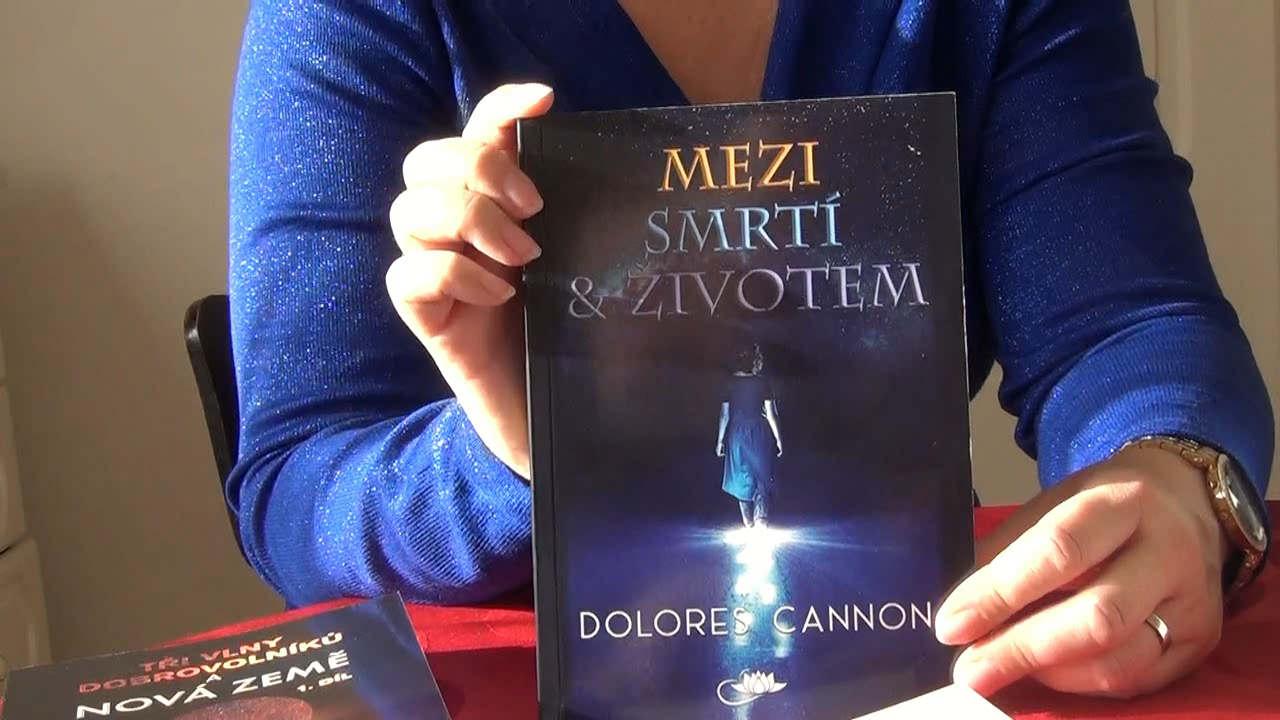 MEZI
SMRTÍ
& ŽIVOTEM
DOLORES CANNON
TŘI VLNY
DOBROVOLNÍKŮ
A
NOVÁ ZEMĚ
1. DÍL